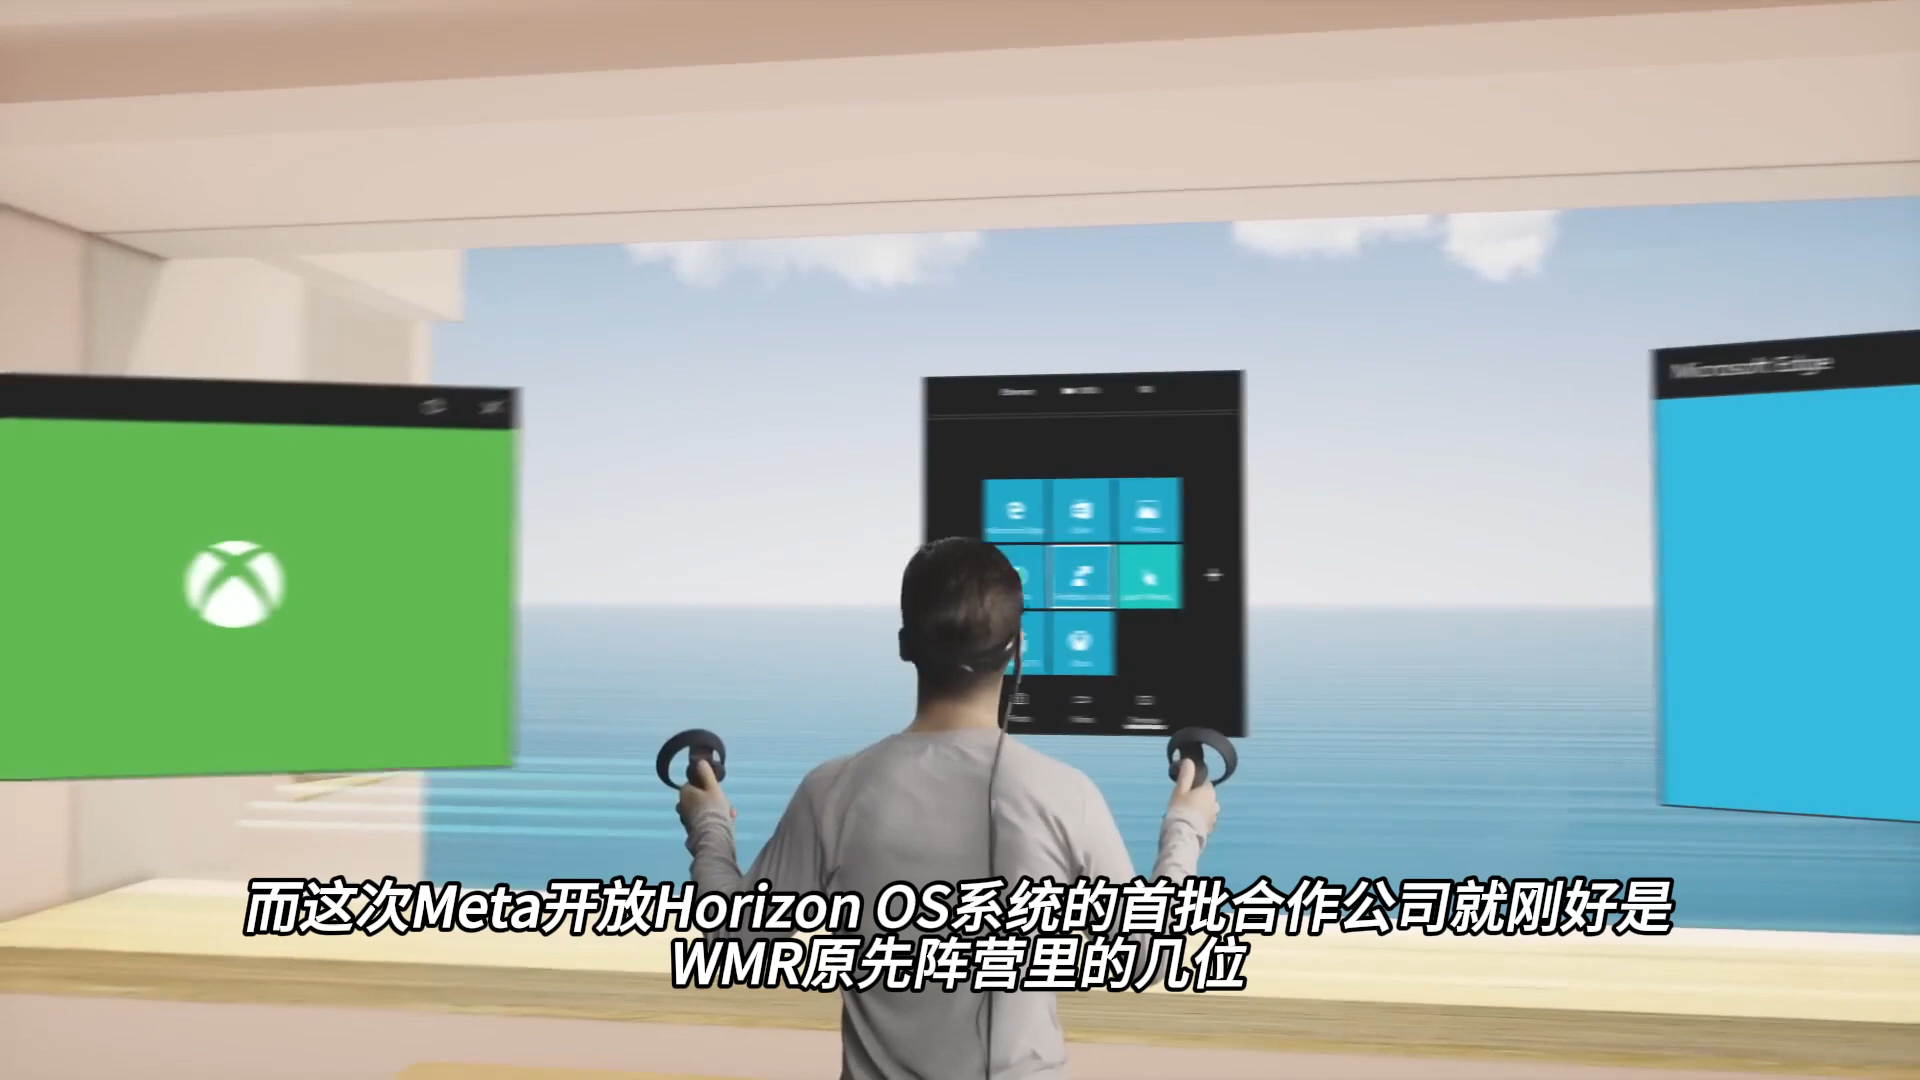 Microsoft Edge
而这次Meta开放Horizon OS系统的首批合作公司就刚好是
WMR原先阵营里的几位